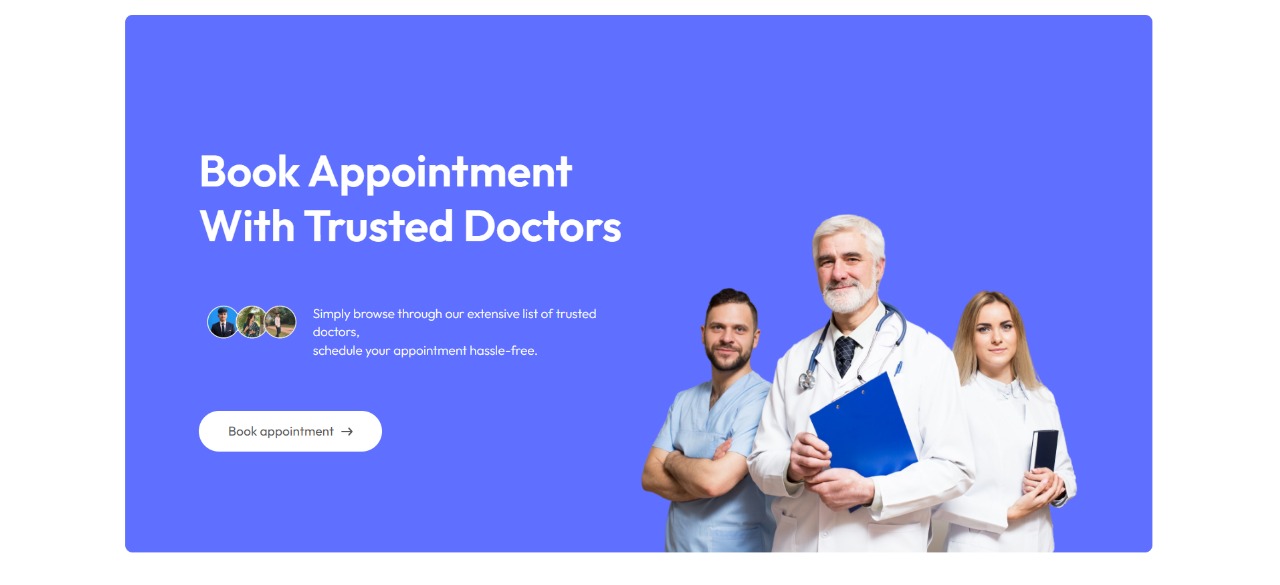 Book Appointment
With Trusted Doctors
Simply browse through our extensive list of trusted
doctors,
schedule your appointment hassle-free.
Book appointment →